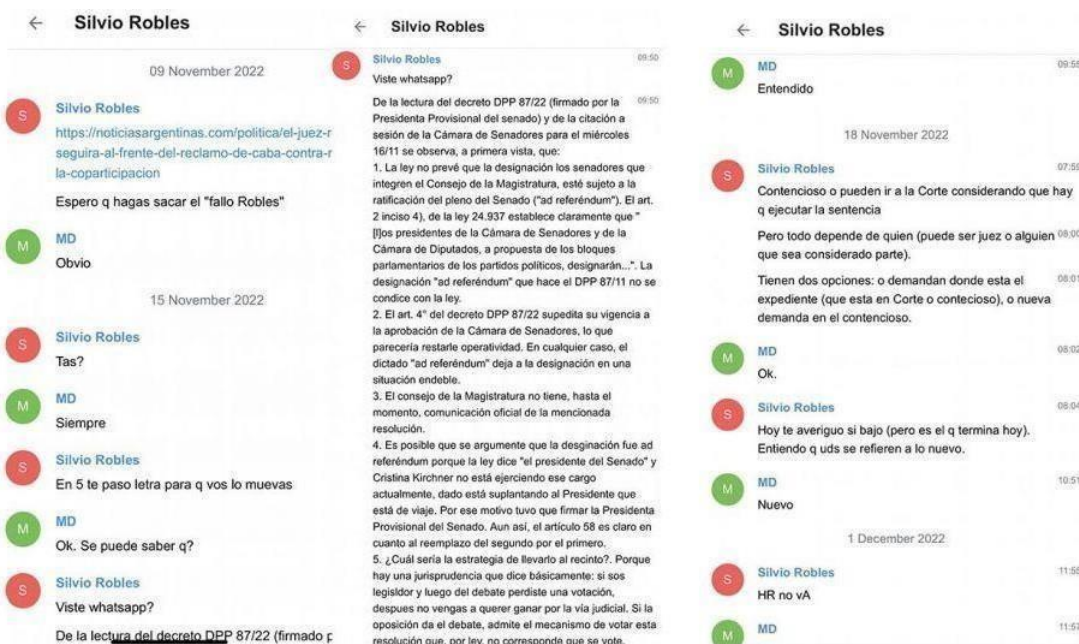 Silvio Robles
09 November 2022
Silvio Robles
https://noticiasargentinas.com/politica/el-juez-r
seguira-al-frente-del-reclamo-de-caba-contra-r
la-coparticipacion
Espero q hagas sacar el "fallo Robles"
MD
Obvio
15 November 2022
Silvio Robles
Tas?
MD
Siempre
Silvio Robles
En 5 te paso letra para q vos lo muevas
MD
Ok. Se puede saber q?
Silvio Robles
Viste whatsapp?
De la lectura del decreto DPP 87/22 (firmado p
Silvio Robles
Silvio Robles 09:50
Viste whatsapp?
De la lectura del decreto DPP 87/22 (firmado por la 09:50
Presidenta Provisional del senado) y de la citación a
sesión de la Cámara de Senadores para el miércoles
16/11 se observa, a primera vista, que:
1. La ley no prevé que la designación los senadores que
integren el Consejo de la Magistratura, esté sujeto a la
ratificación del pleno del Senado ("ad referéndum"). El art.
2 inciso 4), de la ley 24.937 establece claramente que "
[l]os presidentes de la Cámara de Senadores y de la
Cámara de Diputados, a propuesta de los bloques
parlamentarios de los partidos políticos, designarán...". La
designación "ad referéndum" que hace el DPP 87/11 no se
condice con la ley.
2. El art. 4° del decreto DPP 87/22 supedita su vigencia a
la aprobación de la Cámara de Senadores, lo que
parecería restarle operatividad. En cualquier caso, el
dictado "ad referéndum" deja a la designación en una
situación endeble.
3. El consejo de la Magistratura no tiene, hasta el
momento, comunicación oficial de la mencionada
resolución.
4. Es posible que se argumente que la desginación fue ad
referéndum porque la ley dice "el presidente del Senado" y
Cristina Kirchner no está ejerciendo ese cargo
actualmente, dado está suplantando al Presidente que
está de viaje. Por ese motivo tuvo que firmar la Presidenta
Provisional del Senado. Aun así, el artículo 58 es claro en
cuanto al reemplazo del segundo por el primero.
5. ¿Cuál sería la estrategia de llevarlo al recinto?. Porque
hay una jurisprudencia que dice básicamente: si sos
legisldor y luego del debate perdiste una votación,
despues no vengas a querer ganar por la vía judicial. Si la
oposición da el debate, admite el mecanismo de votar esta
resolución que, por ley, no corresponde que se vote.
Silvio Robles
MD 09:55
Entendido
18 November 2022
Silvio Robles 07:59
Contencioso o pueden ir a la Corte considerando que hay
q ejecutar la sentencia
Pero todo depende de quien (puede ser juez o alguien 08:00
que sea considerado parte).
Tienen dos opciones: o demandan donde esta el 08:01
expediente (que esta en Corte o contecioso), o nueva
demanda en el contencioso.
MD 08:02
Ok.
Silvio Robles 08:04
Hoy te averiguo si bajo (pero es el q termina hoy).
Entiendo q uds se refieren a lo nuevo.
MD 10:51
Nuevo
1 December 2022
Silvio Robles 11:55
HR no vA
MD 11:57